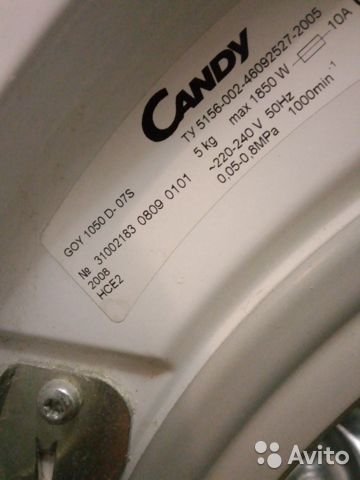 CANDY
ТУ 5156-002-46092527-2005
5 kg max 1850 W 10A
~220-240 V 50Hz
0,05-0,8MPa 1000min⁻¹
GOY 1050 D- 07S
№ 31002183 0809 0101
2008
HCE2
Avito